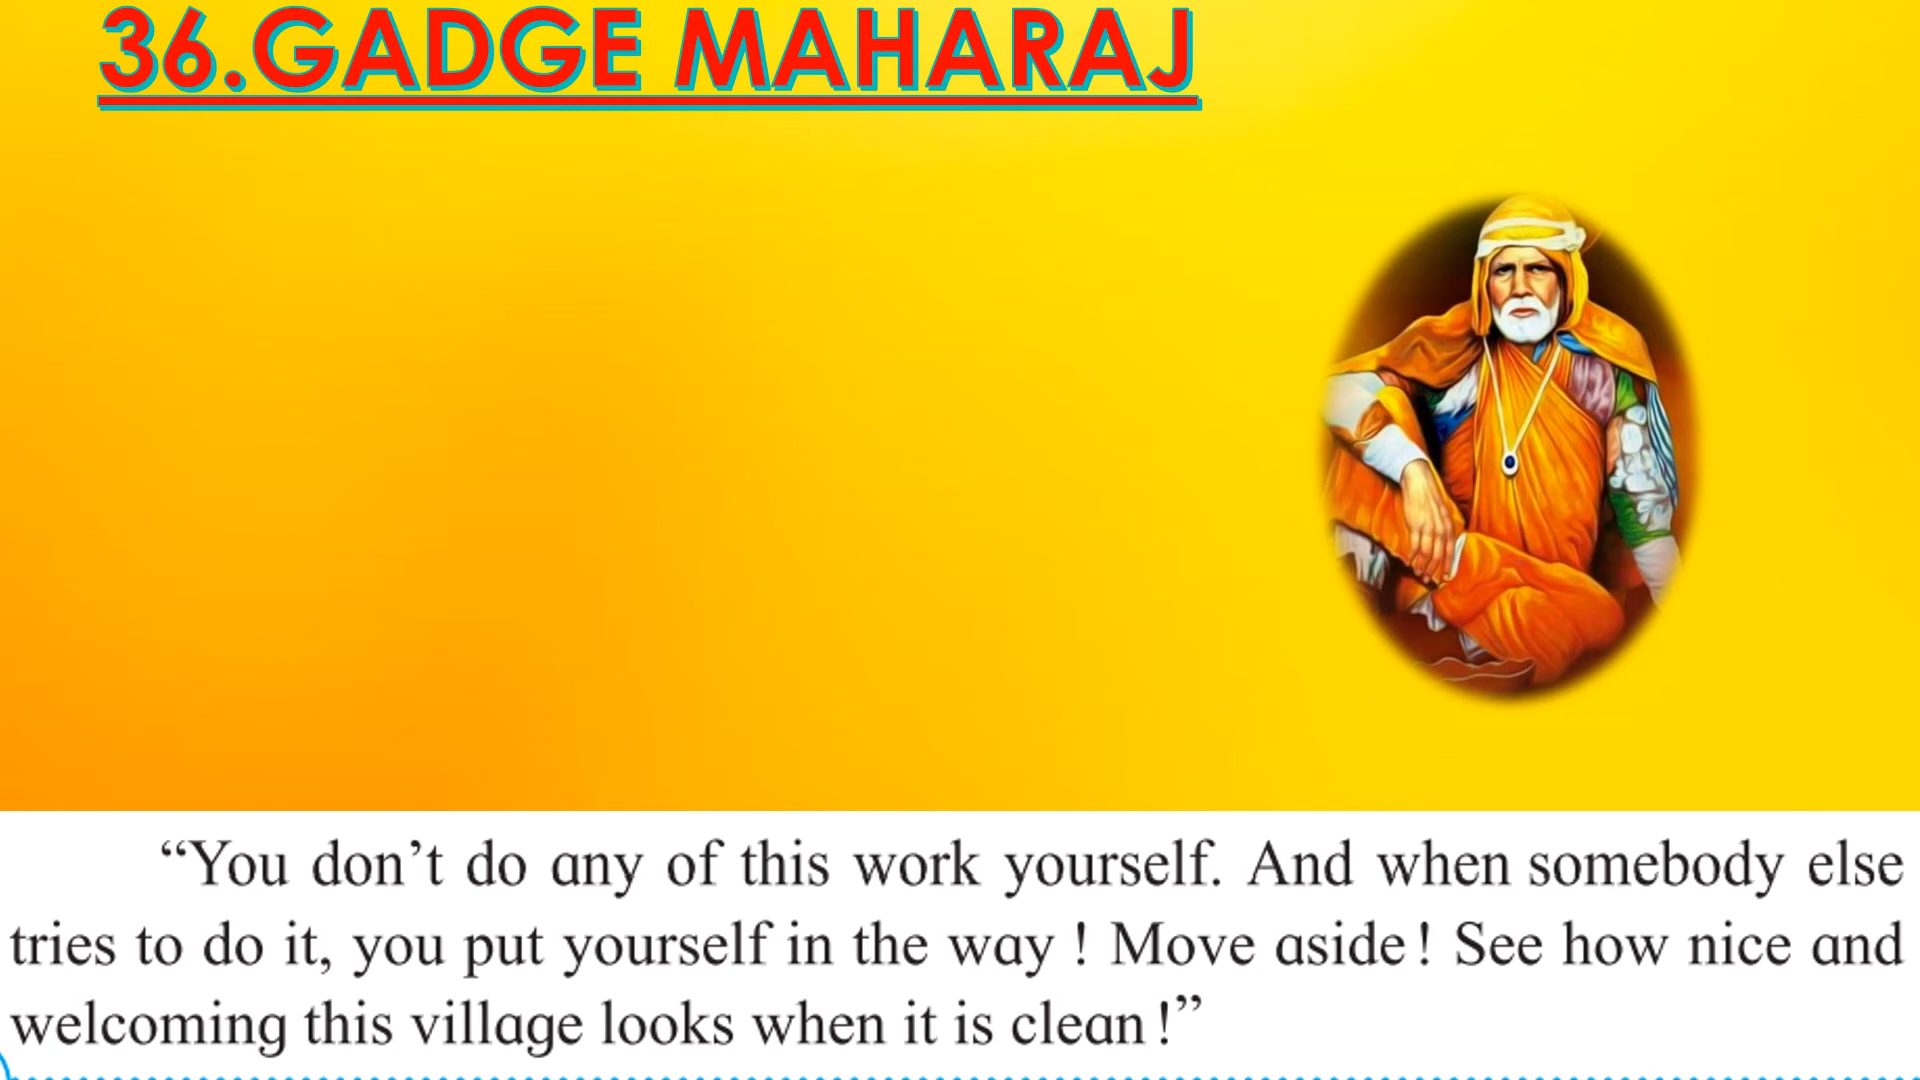 36.GADGE MAHARAJ
“You don’t do any of this work yourself. And when somebody else
tries to do it, you put yourself in the way ! Move aside ! See how nice and
welcoming this village looks when it is clean !”